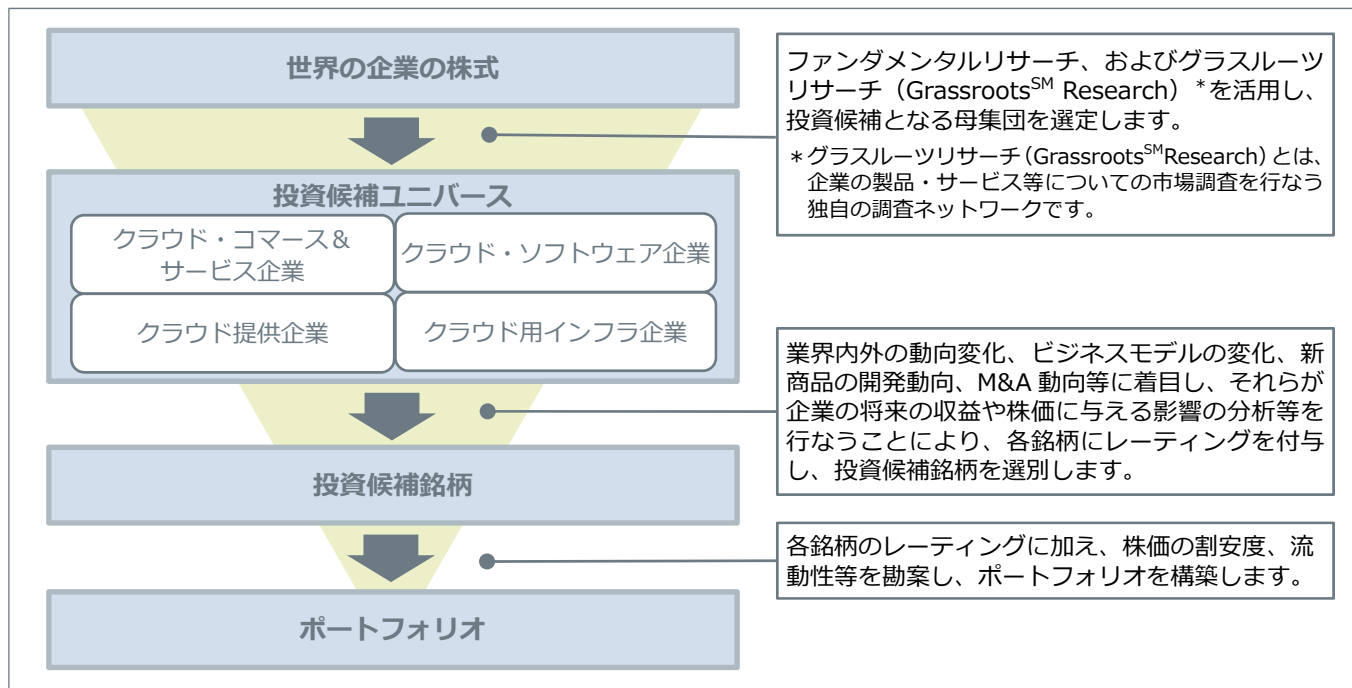 世界の企業の株式
ファンダメンタルリサーチ、およびグラスルーツ
リサーチ（Grassroots℠ Research）＊を活用し、
投資候補となる母集団を選定します。
＊グラスルーツリサーチ（Grassroots℠Research）とは、
企業の製品・サービス等についての市場調査を行なう
独自の調査ネットワークです。
投資候補ユニバース
クラウド・コマース＆
サービス企業
クラウド・ソフトウェア企業
クラウド提供企業
クラウド用インフラ企業
業界内外の動向変化、ビジネスモデルの変化、新
商品の開発動向、M&A 動向等に着目し、それらが
企業の将来の収益や株価に与える影響の分析等を
行なうことにより、各銘柄にレーティングを付与
し、投資候補銘柄を選別します。
投資候補銘柄
各銘柄のレーティングに加え、株価の割安度、流
動性等を勘案し、ポートフォリオを構築します。
ポートフォリオ